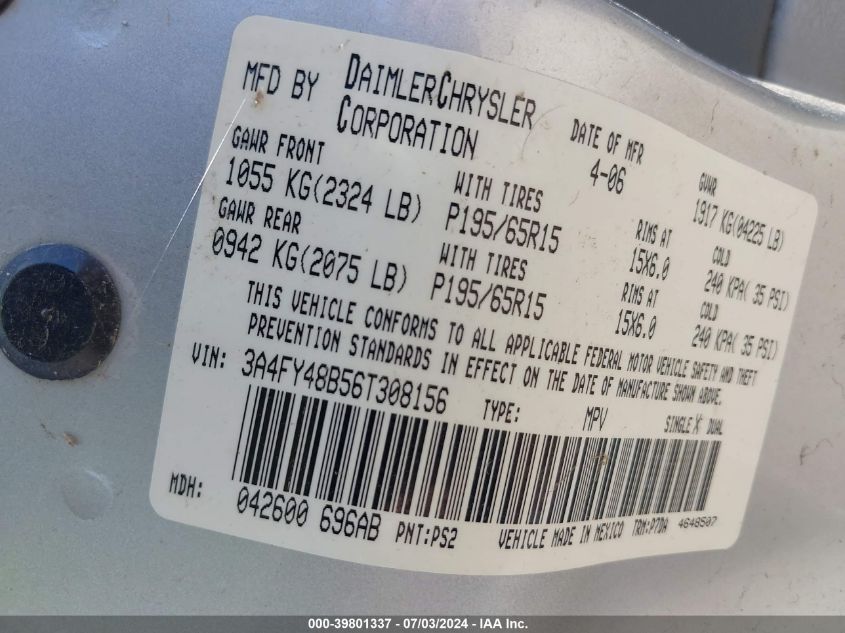 MFD BY DAIMLERCHRYSLER CORPORATION
DATE OF MFR 4-06
GVWR 1917 KG(04225 LB)
GAWR FRONT WITH TIRES RIMS AT COLD
1055 KG(2324 LB) P195/65R15 15X6.0 240 KPA( 35 PSI)
GAWR REAR WITH TIRES RIMS AT COLD
0942 KG(2075 LB) P195/65R15 15X6.0 240 KPA( 35 PSI)
THIS VEHICLE CONFORMS TO ALL APPLICABLE FEDERAL MOTOR VEHICLE SAFETY AND THEFT
PREVENTION STANDARDS IN EFFECT ON THE DATE OF MANUFACTURE SHOWN ABOVE.
VIN: 3A4FY48B56T308156 TYPE: MPV SINGLE X DUAL
MDH: 042600 696AB PNT:PS2 VEHICLE MADE IN MEXICO TRM:P7DA 4648507
000-39801337 - 07/03/2024 - IAA Inc.